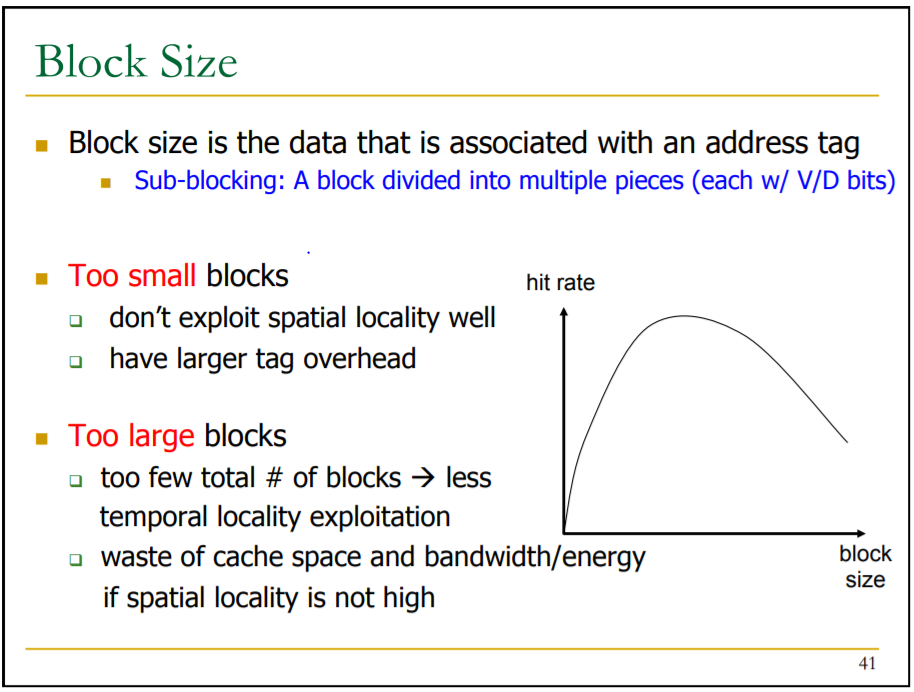 Block Size
Block size is the data that is associated with an address tag
Sub-blocking: A block divided into multiple pieces (each w/ V/D bits)
Too small blocks
don’t exploit spatial locality well
have larger tag overhead
Too large blocks
too few total # of blocks → less
temporal locality exploitation
waste of cache space and bandwidth/energy
if spatial locality is not high
hit rate
block
size
41